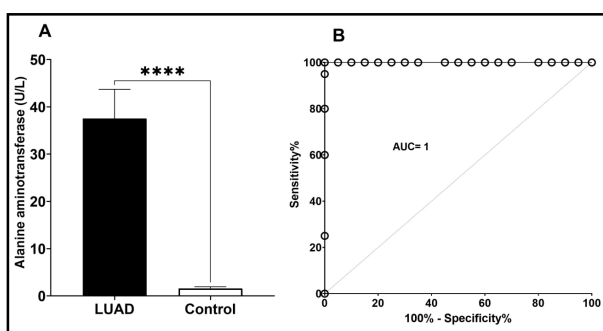 A
Alanine aminotransferase (U/L)
50
40
30
20
10
0
****
LUAD Control
B
Sensitivity%
100
80
60
40
20
0
AUC= 1
0 20 40 60 80 100
100% - Specificity%